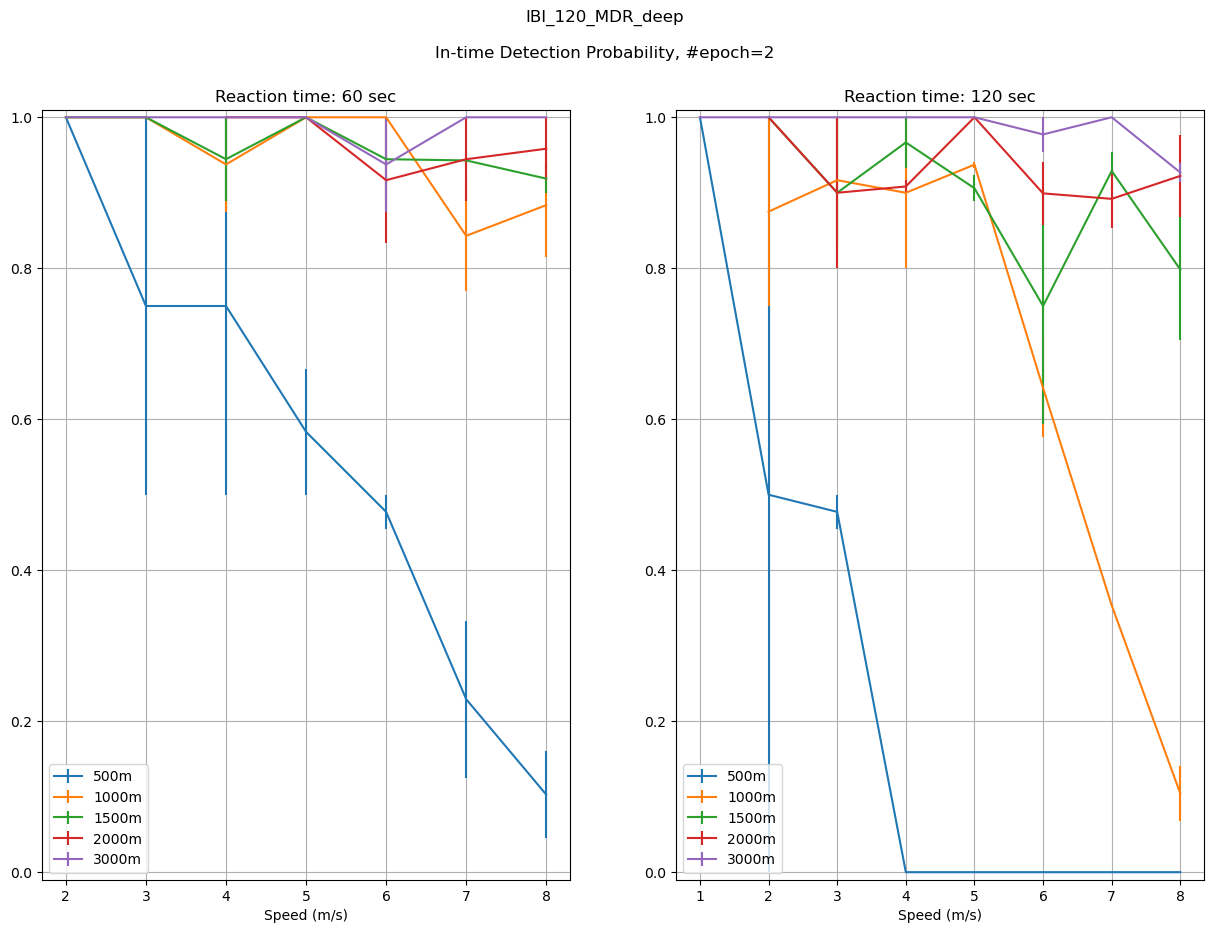 IBI_120_MDR_deep
In-time Detection Probability, #epoch=2
Reaction time: 60 sec
1.0
0.8
0.6
0.4
0.2
0.0
500m
1000m
1500m
2000m
3000m
2 3 4 5 6 7 8
Speed (m/s)
Reaction time: 120 sec
1.0
0.8
0.6
0.4
0.2
0.0
500m
1000m
1500m
2000m
3000m
1 2 3 4 5 6 7 8
Speed (m/s)